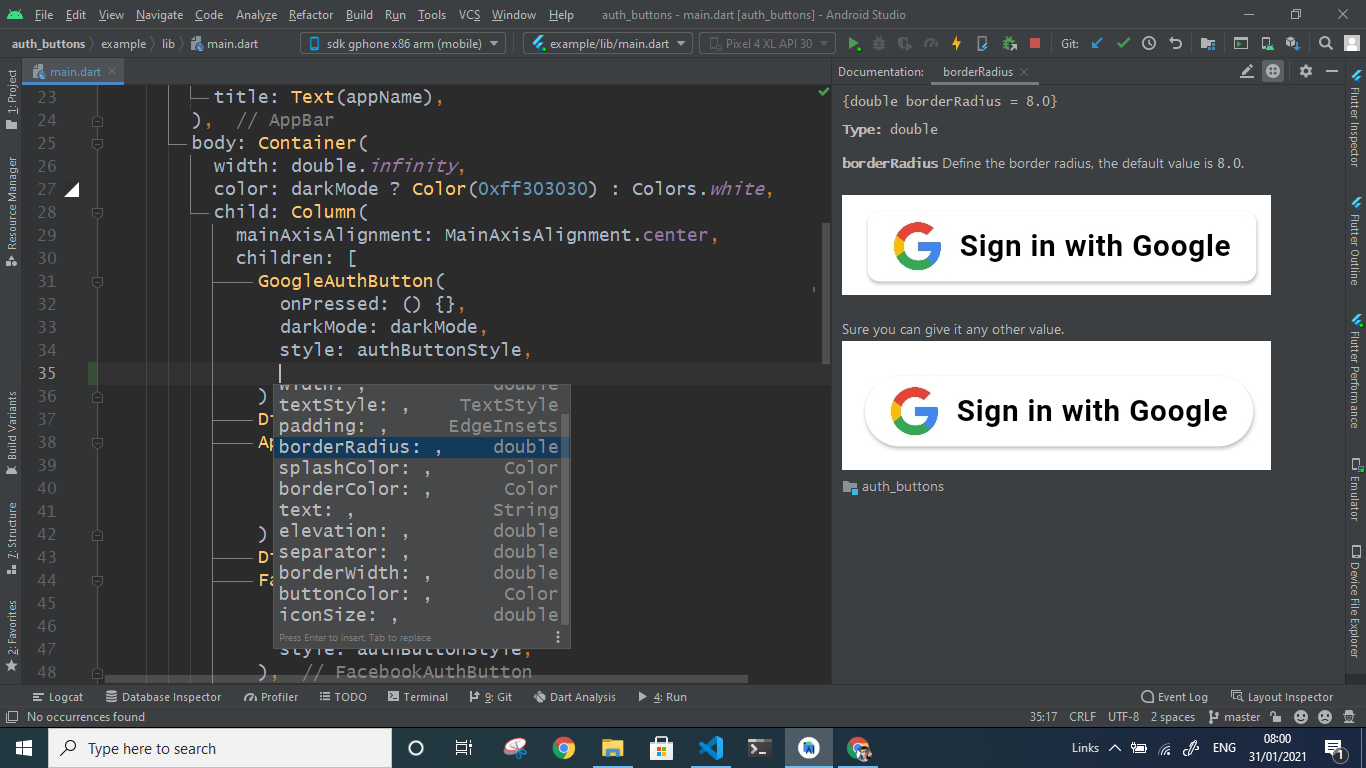 File Edit View Navigate Code Analyze Refactor Build Run Tools VCS Window Help auth_buttons - main.dart [auth_buttons] - Android Studio
auth_buttons example lib main.dart sdk gphone x86 arm (mobile) example/lib/main.dart Pixel 4 XL API 30 Git:
1: Project
Resource Manager
Build Variants
7: Structure
2: Favorites
main.dart
23 title: Text(appName),
24 ), // AppBar
25 body: Container(
26 width: double.infinity,
27 color: darkMode ? Color(0xff303030) : Colors.white,
28 child: Column(
29 mainAxisAlignment: MainAxisAlignment.center,
30 children: [
31 GoogleAuthButton(
32 onPressed: () {},
33 darkMode: darkMode,
34 style: authButtonStyle,
35
36 )
37 D
38 Ap
39
40
41
42 )
43 D
44 Fa
45
46
47 style: authButtonStyle,
48 ), // FacebookAuthButton
width: , double
textStyle: , TextStyle
padding: , EdgeInsets
borderRadius: , double
splashColor: , Color
borderColor: , Color
text: , String
elevation: , double
separator: , double
borderWidth: , double
buttonColor: , Color
iconSize: , double
Press Enter to insert, Tab to replace
Documentation: borderRadius
{double borderRadius = 8.0}
Type: double
borderRadius Define the border radius, the default value is 8.0.
Sign in with Google
Sure you can give it any other value.
Sign in with Google
auth_buttons
Flutter Inspector
Flutter Outline
Flutter Performance
Emulator
Device File Explorer
Logcat Database Inspector Profiler TODO Terminal 9: Git Dart Analysis 4: Run Event Log Layout Inspector
No occurrences found 35:17 CRLF UTF-8 2 spaces master
Type here to search Links ENG 08:00
31/01/2021 1